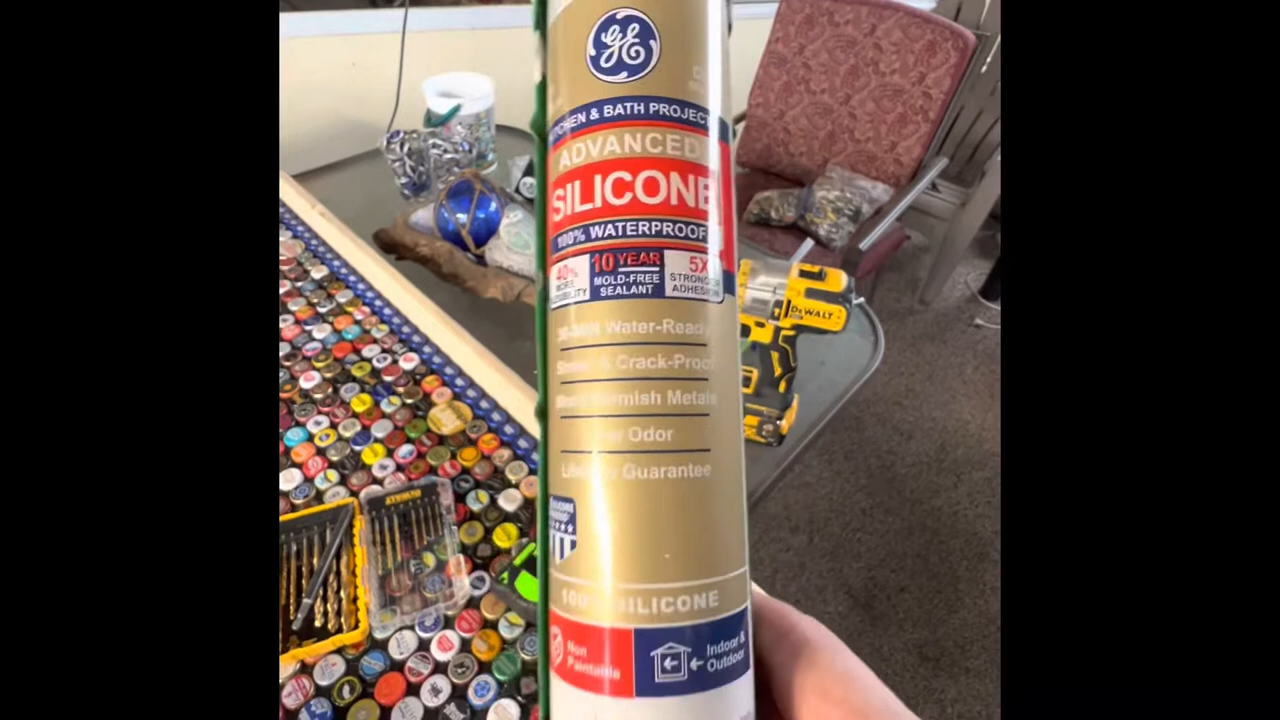 GE
KITCHEN & BATH PROJECT
ADVANCED
SILICONE
100% WATERPROOF
40% MORE FLEXIBILITY
10 YEAR MOLD-FREE SEALANT
5X STRONGER ADHESION
Water-Ready
Crack-Proof
Metals
Odor
Guarantee
100% SILICONE
Non
Paintable
Indoor &
Outdoor
DEWALT
DEWALT